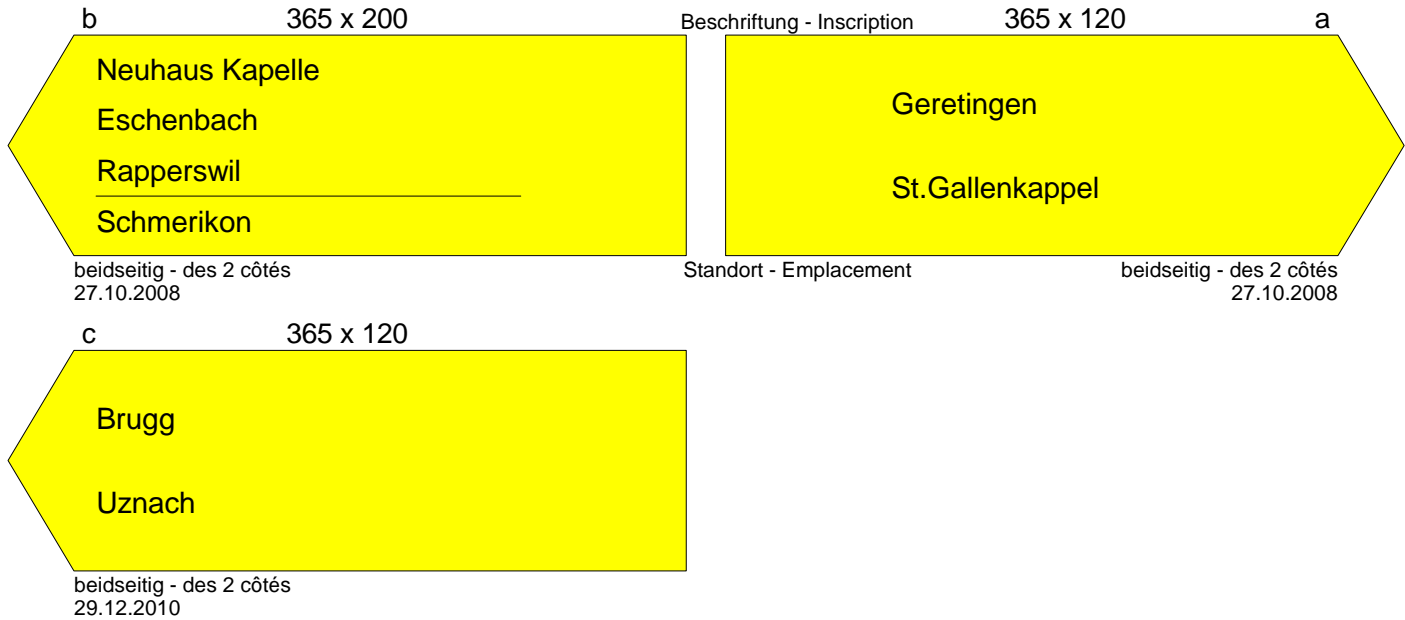 b 365 x 200 Beschriftung - Inscription 365 x 120 a
Neuhaus Kapelle
Eschenbach
Rapperswil
Schmerikon
Geretingen
St.Gallenkappel
beidseitig - des 2 côtés Standort - Emplacement beidseitig - des 2 côtés
27.10.2008 27.10.2008
c 365 x 120
Brugg
Uznach
beidseitig - des 2 côtés
29.12.2010